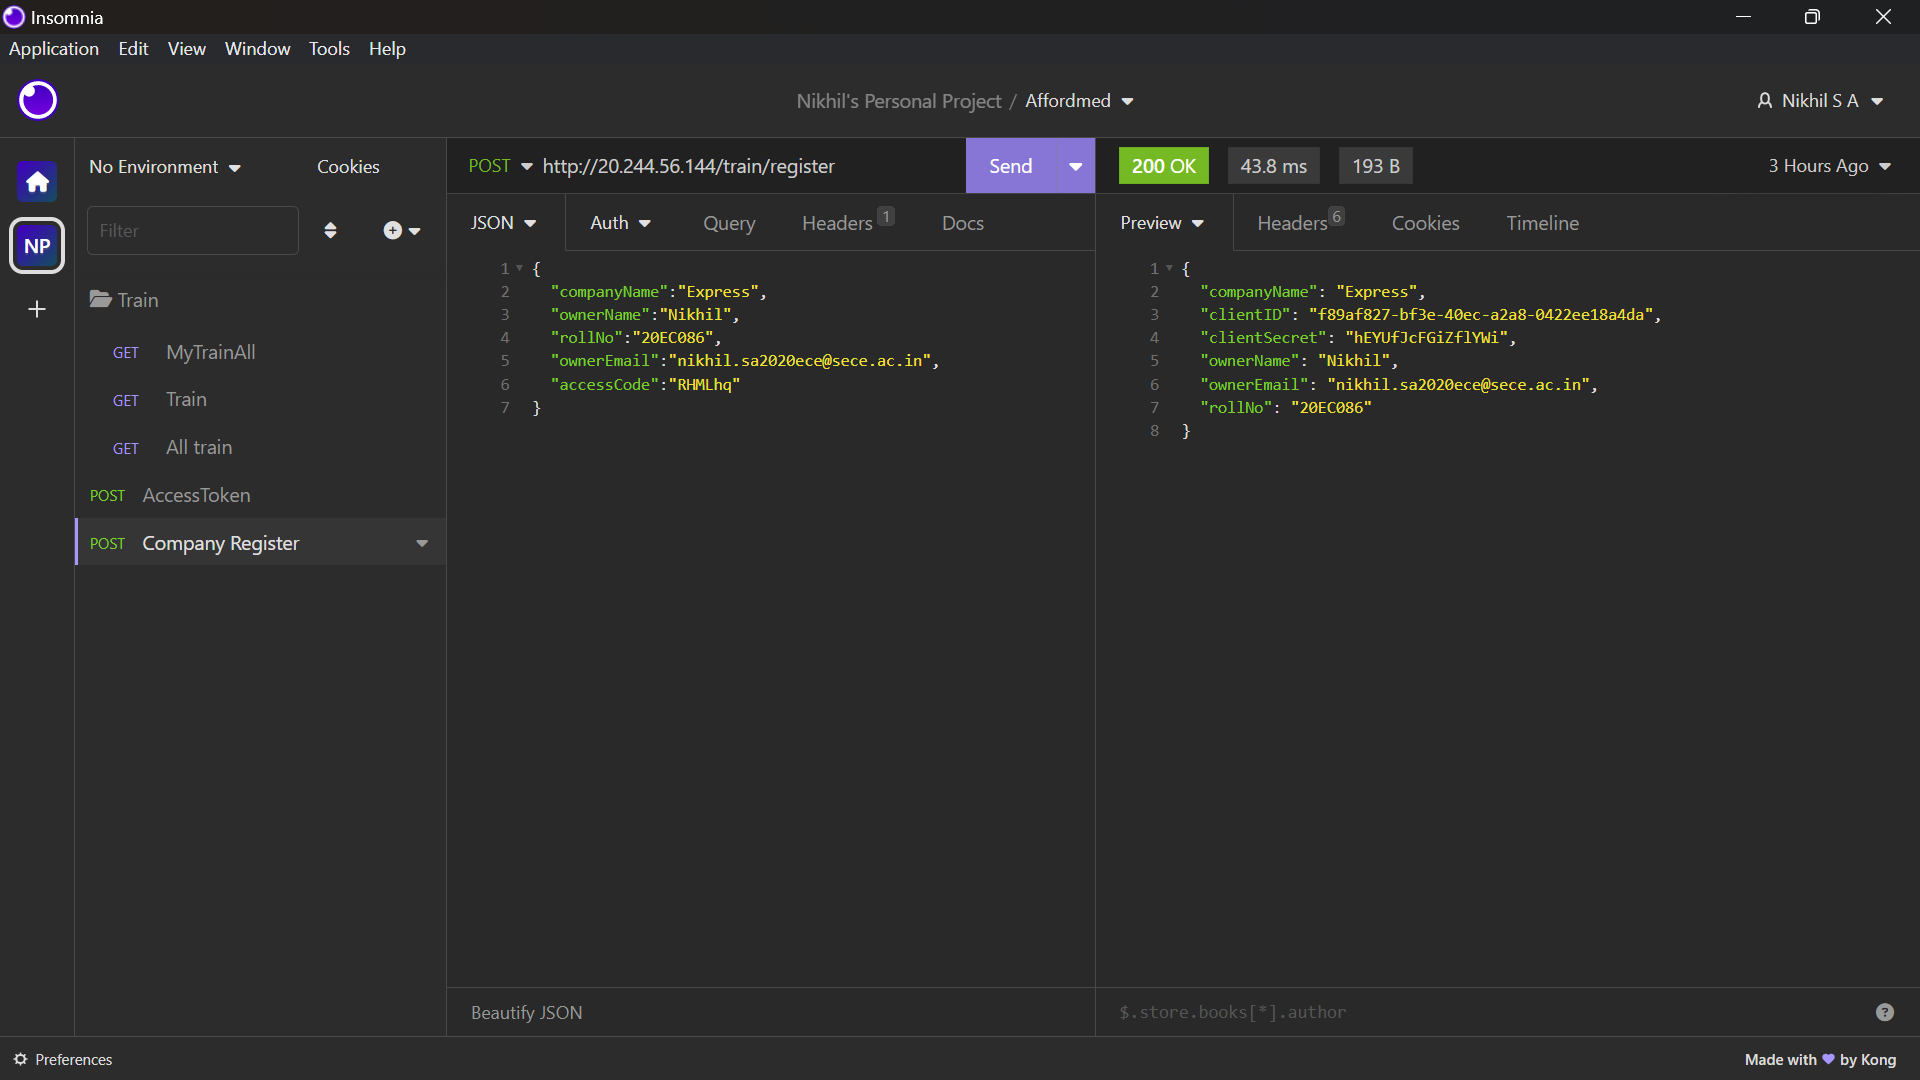 Insomnia
Application Edit View Window Tools Help
Nikhil's Personal Project / Affordmed
Nikhil S A
No Environment Cookies
POST http://20.244.56.144/train/register Send
200 OK 43.8 ms 193 B 3 Hours Ago
Filter
NP
JSON Auth Query Headers 1 Docs
Preview Headers 6 Cookies Timeline
Train
GET MyTrainAll
GET Train
GET All train
POST AccessToken
POST Company Register
1 {
2 "companyName":"Express",
3 "ownerName":"Nikhil",
4 "rollNo":"20EC086",
5 "ownerEmail":"nikhil.sa2020ece@sece.ac.in",
6 "accessCode":"RHMLhq"
7 }
1 {
2 "companyName": "Express",
3 "clientID": "f89af827-bf3e-40ec-a2a8-0422ee18a4da",
4 "clientSecret": "hEYUfJcFGiZflYWi",
5 "ownerName": "Nikhil",
6 "ownerEmail": "nikhil.sa2020ece@sece.ac.in",
7 "rollNo": "20EC086"
8 }
Beautify JSON
$.store.books[*].author
?
Preferences
Made with 💜 by Kong